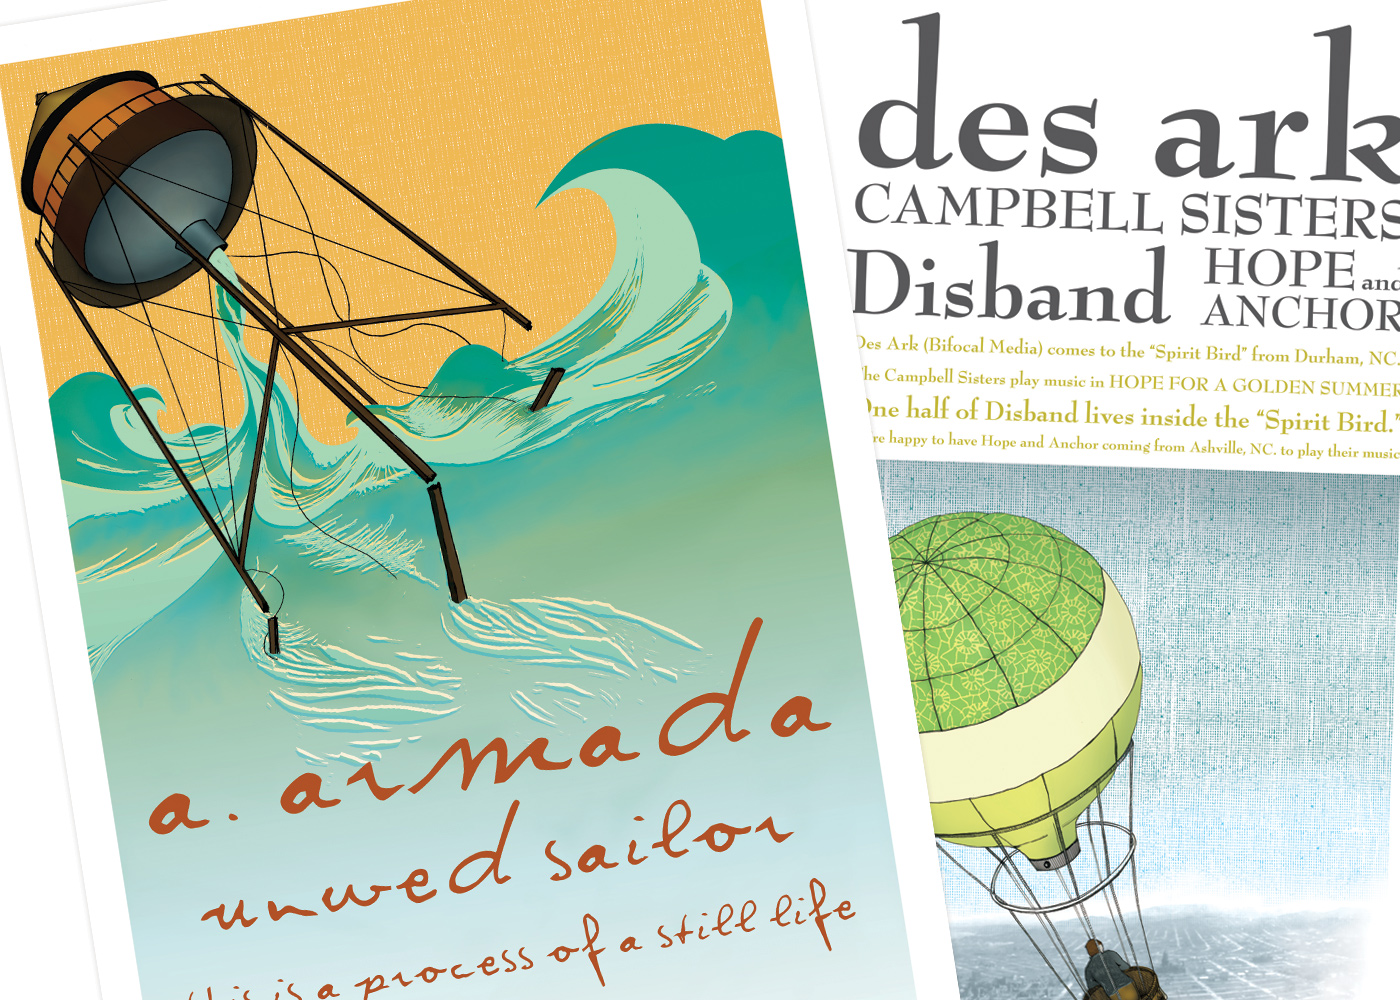 a. armada
unwed sailor
this is a process of a still life
des ark
CAMPBELL SISTERS
Disband HOPE and ANCHOR
Des Ark (Bifocal Media) comes to the “Spirit Bird” from Durham, NC.
The Campbell Sisters play music in HOPE FOR A GOLDEN SUMMER
One half of Disband lives inside the “Spirit Bird.”
re happy to have Hope and Anchor coming from Ashville, NC. to play their music